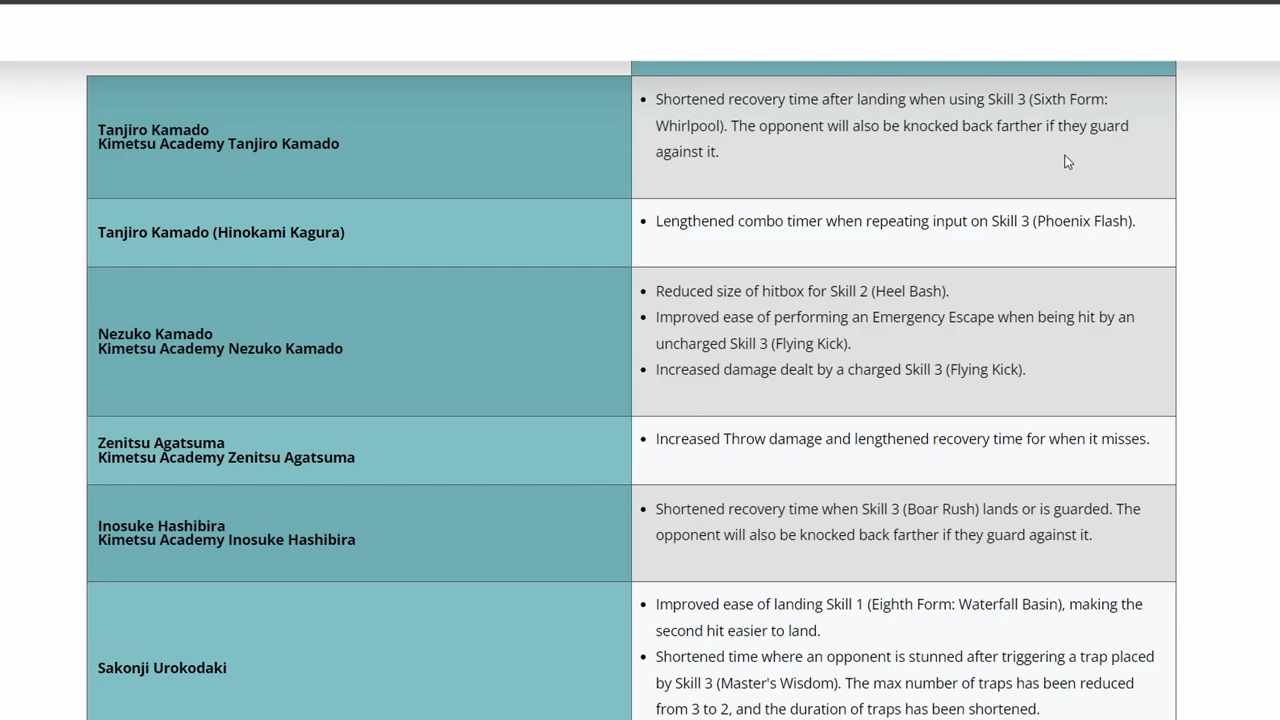 Tanjiro Kamado
Kimetsu Academy Tanjiro Kamado
• Shortened recovery time after landing when using Skill 3 (Sixth Form:
Whirlpool). The opponent will also be knocked back farther if they guard
against it.
Tanjiro Kamado (Hinokami Kagura)
• Lengthened combo timer when repeating input on Skill 3 (Phoenix Flash).
Nezuko Kamado
Kimetsu Academy Nezuko Kamado
• Reduced size of hitbox for Skill 2 (Heel Bash).
• Improved ease of performing an Emergency Escape when being hit by an
uncharged Skill 3 (Flying Kick).
• Increased damage dealt by a charged Skill 3 (Flying Kick).
Zenitsu Agatsuma
Kimetsu Academy Zenitsu Agatsuma
• Increased Throw damage and lengthened recovery time for when it misses.
Inosuke Hashibira
Kimetsu Academy Inosuke Hashibira
• Shortened recovery time when Skill 3 (Boar Rush) lands or is guarded. The
opponent will also be knocked back farther if they guard against it.
Sakonji Urokodaki
• Improved ease of landing Skill 1 (Eighth Form: Waterfall Basin), making the
second hit easier to land.
• Shortened time where an opponent is stunned after triggering a trap placed
by Skill 3 (Master's Wisdom). The max number of traps has been reduced
from 3 to 2, and the duration of traps has been shortened.